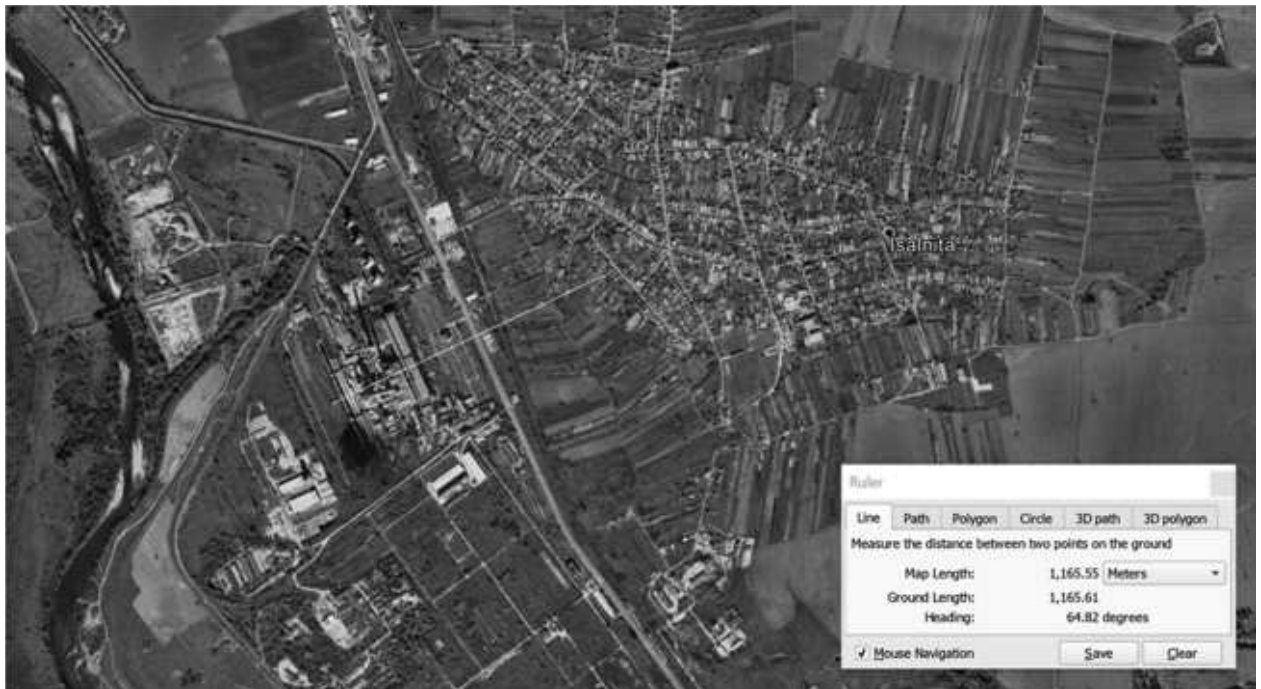 Isalnita
Ruler
Line Path Polygon Circle 3D path 3D polygon
Measure the distance between two points on the ground
Map Length: 1,165.55 Meters
Ground Length: 1,165.61
Heading: 64.82 degrees
Mouse Navigation Save Clear